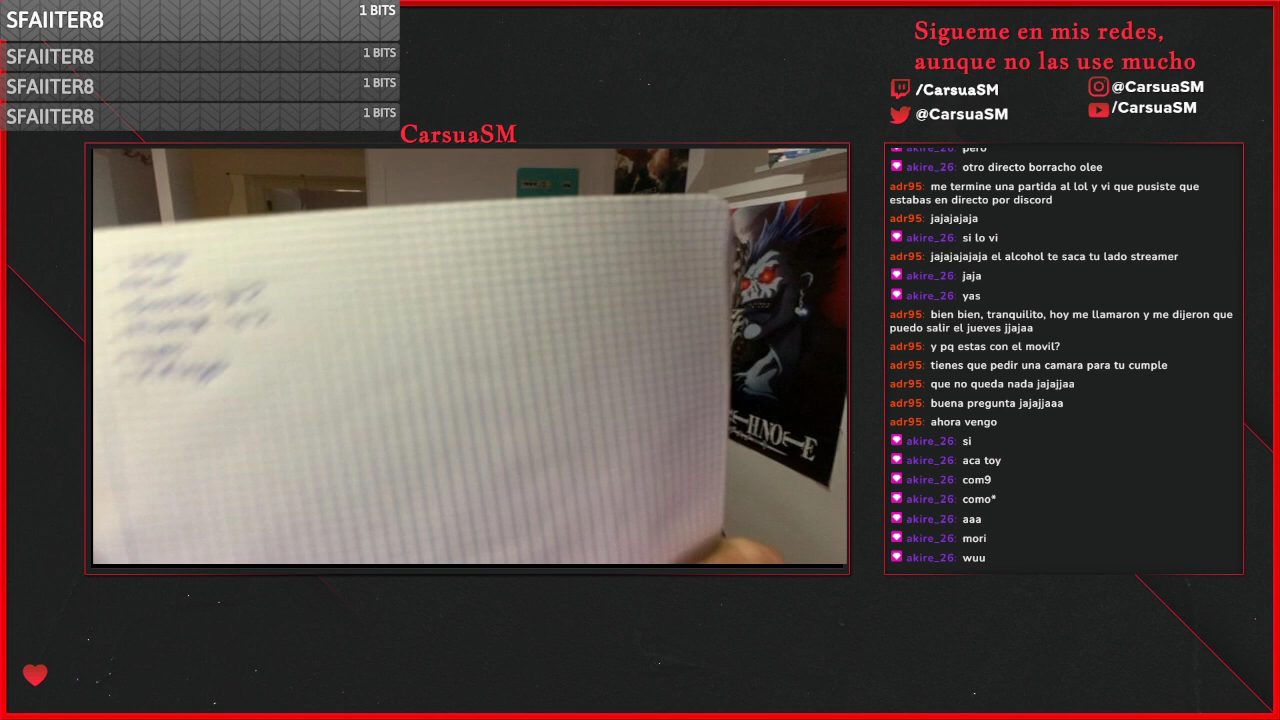 SFAIITER8 1 BITS
SFAIITER8 1 BITS
SFAIITER8 1 BITS
SFAIITER8 1 BITS
CarsuaSM
Sigueme en mis redes,
aunque no las use mucho
/CarsuaSM @CarsuaSM
@CarsuaSM /CarsuaSM
akire_26: pero
akire_26: otro directo borracho olee
adr95: me termine una partida al lol y vi que pusiste que
estabas en directo por discord
adr95: jajajajaja
akire_26: si lo vi
adr95: jajajajajaja el alcohol te saca tu lado streamer
akire_26: jaja
akire_26: yas
adr95: bien bien, tranquilito, hoy me llamaron y me dijeron que
puedo salir el jueves jjajaa
adr95: y pq estas con el movil?
adr95: tienes que pedir una camara para tu cumple
adr95: que no queda nada jajajjaa
adr95: buena pregunta jajajjaaa
adr95: ahora vengo
akire_26: si
akire_26: aca toy
akire_26: com9
akire_26: como*
akire_26: aaa
akire_26: mori
akire_26: wuu